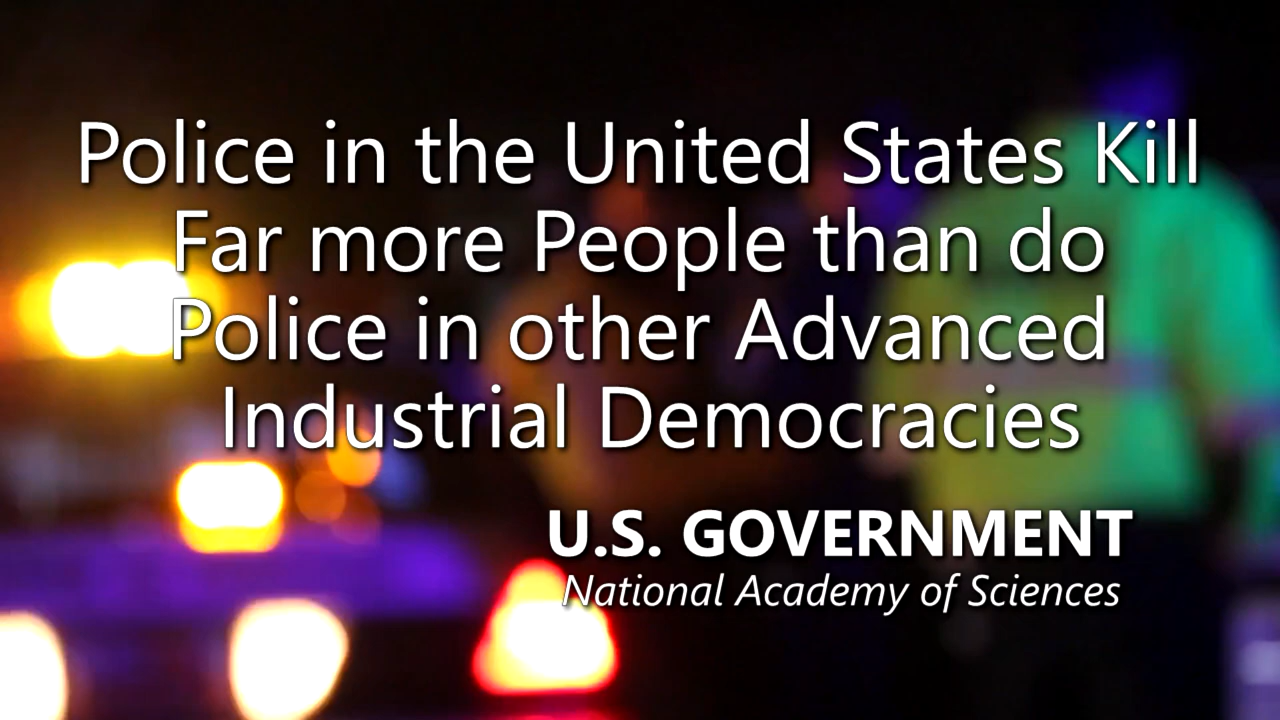 Police in the United States Kill
Far more People than do
Police in other Advanced
Industrial Democracies
U.S. GOVERNMENT
National Academy of Sciences